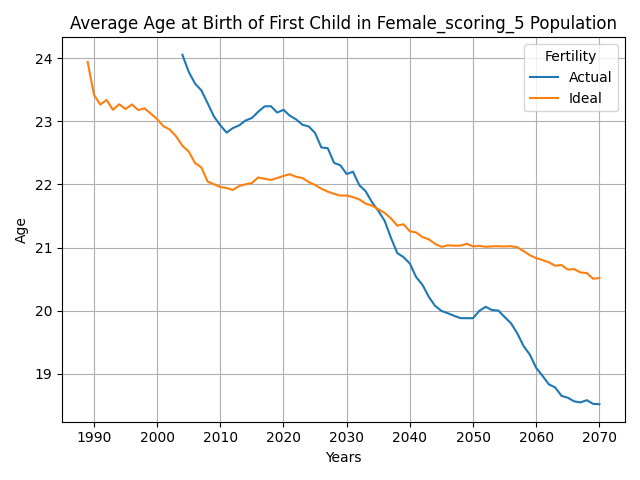 Average Age at Birth of First Child in Female_scoring_5 Population
Fertility
Actual
Ideal
Age
24
23
22
21
20
19
1990 2000 2010 2020 2030 2040 2050 2060 2070
Years